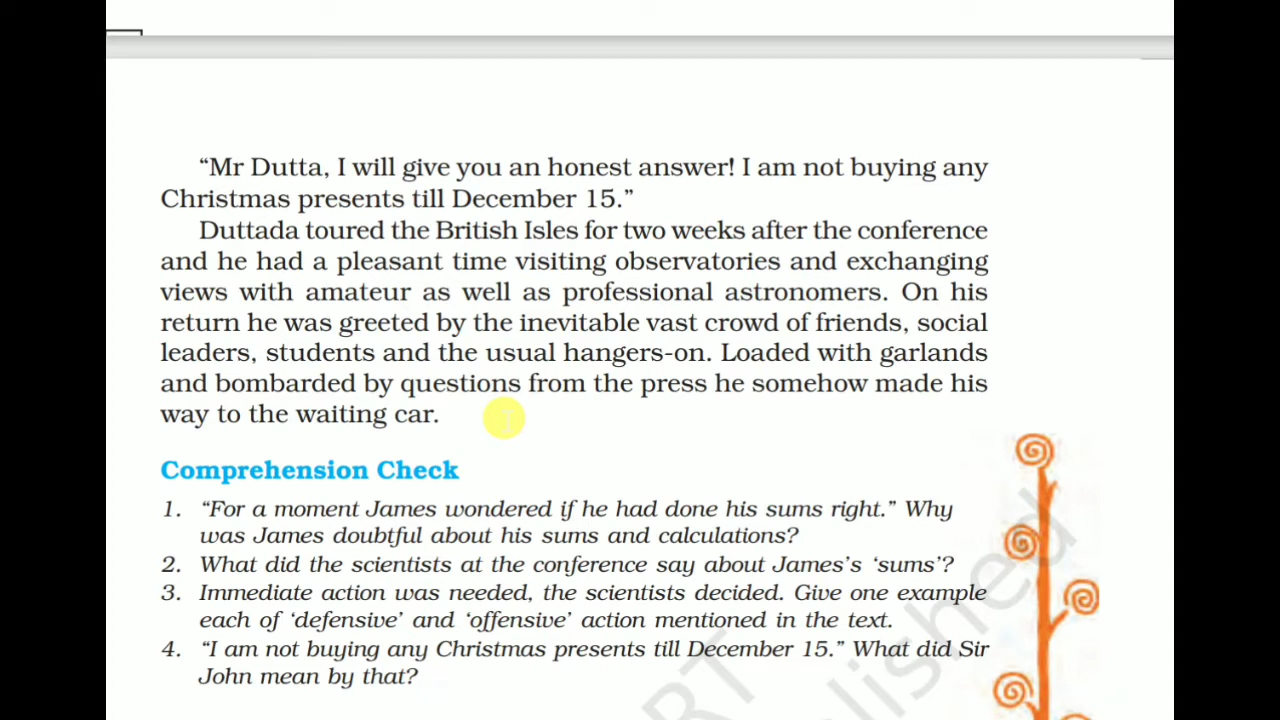 “Mr Dutta, I will give you an honest answer! I am not buying any
Christmas presents till December 15.”
Duttada toured the British Isles for two weeks after the conference
and he had a pleasant time visiting observatories and exchanging
views with amateur as well as professional astronomers. On his
return he was greeted by the inevitable vast crowd of friends, social
leaders, students and the usual hangers-on. Loaded with garlands
and bombarded by questions from the press he somehow made his
way to the waiting car.
Comprehension Check
1. “For a moment James wondered if he had done his sums right.” Why
was James doubtful about his sums and calculations?
2. What did the scientists at the conference say about James’s ‘sums’?
3. Immediate action was needed, the scientists decided. Give one example
each of ‘defensive’ and ‘offensive’ action mentioned in the text.
4. “I am not buying any Christmas presents till December 15.” What did Sir
John mean by that?